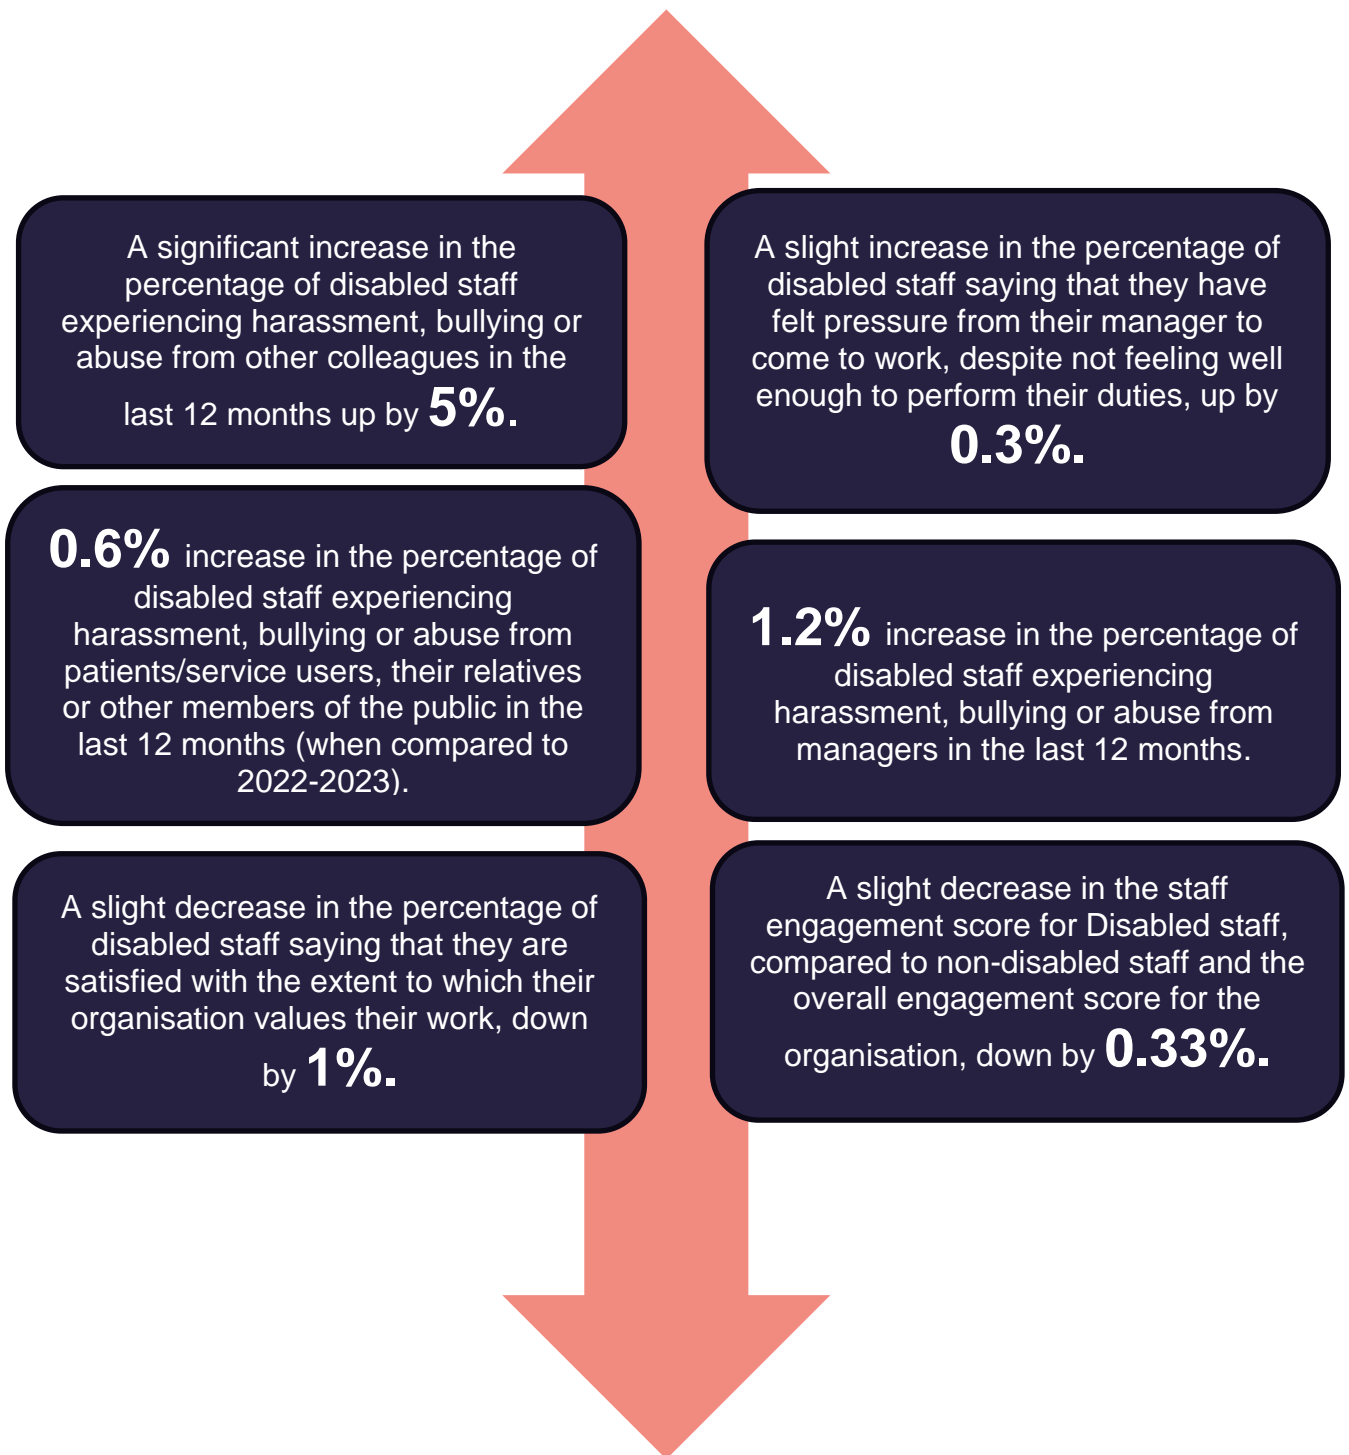 A significant increase in the
percentage of disabled staff
experiencing harassment, bullying or
abuse from other colleagues in the
last 12 months up by 5%.
A slight increase in the percentage of
disabled staff saying that they have
felt pressure from their manager to
come to work, despite not feeling well
enough to perform their duties, up by
0.3%.
0.6% increase in the percentage of
disabled staff experiencing
harassment, bullying or abuse from
patients/service users, their relatives
or other members of the public in the
last 12 months (when compared to
2022-2023).
1.2% increase in the percentage of
disabled staff experiencing
harassment, bullying or abuse from
managers in the last 12 months.
A slight decrease in the percentage of
disabled staff saying that they are
satisfied with the extent to which their
organisation values their work, down
by 1%.
A slight decrease in the staff
engagement score for Disabled staff,
compared to non-disabled staff and the
overall engagement score for the
organisation, down by 0.33%.